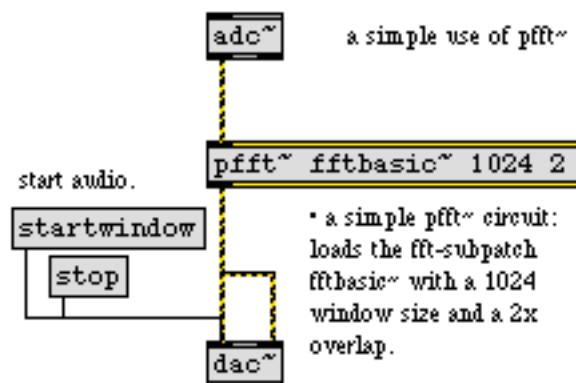 adc~
a simple use of pfft~
pfft~ fftbasic~ 1024 2
start audio.
startwindow
stop
• a simple pfft~ circuit:
loads the fft-subpatch
fftbasic~ with a 1024
window size and a 2x
overlap.
dac~